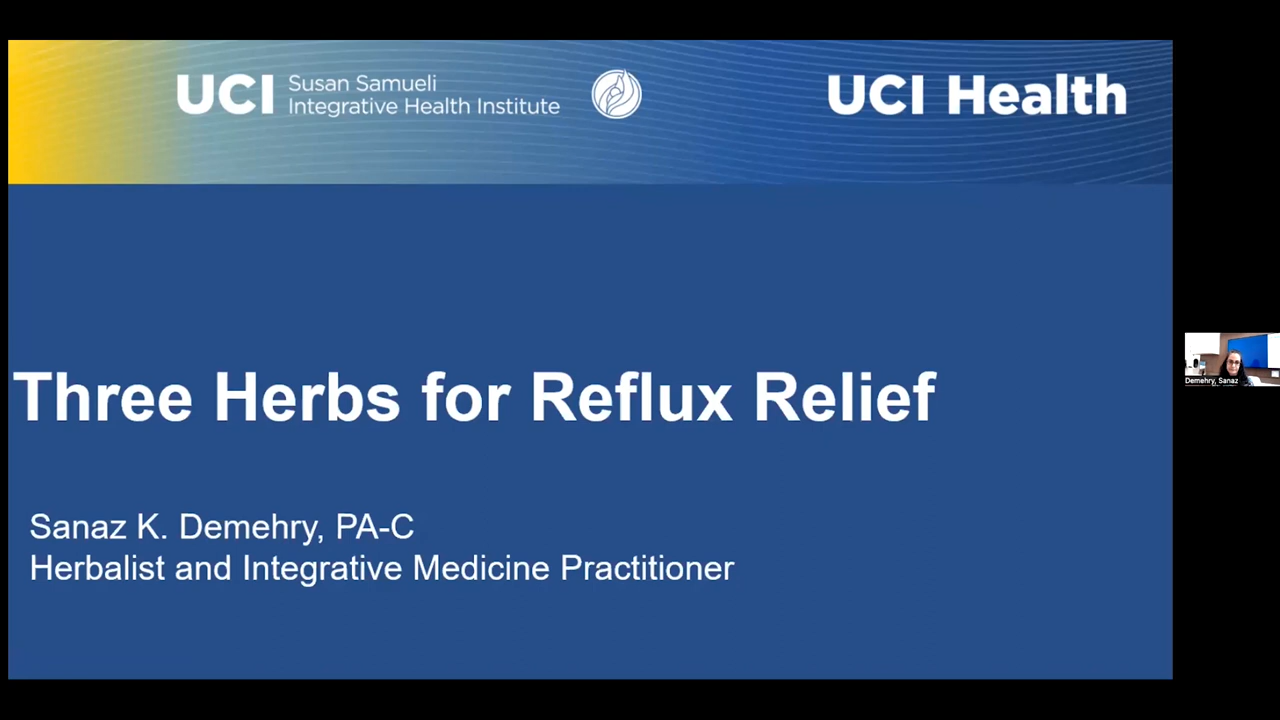 UCI Susan Samueli
Integrative Health Institute
UCI Health
Three Herbs for Reflux Relief
Sanaz K. Demehry, PA-C
Herbalist and Integrative Medicine Practitioner
Demehry, Sanaz